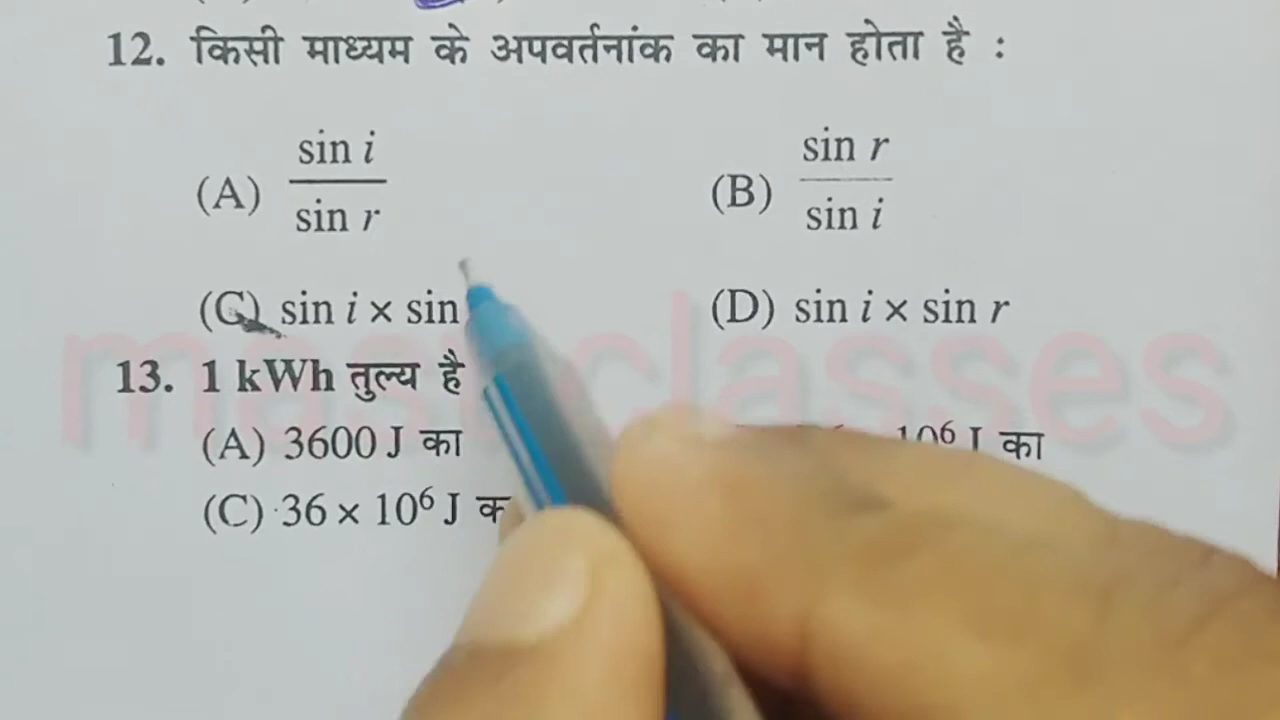 12. किसी माध्यम के अपवर्तनांक का मान होता है :
(A) sin i / sin r (B) sin r / sin i
(C) sin i × sin (D) sin i × sin r
13. 1 kWh तुल्य है
(A) 3600 J का 10⁶ J का
(C) 36 × 10⁶ J
classes